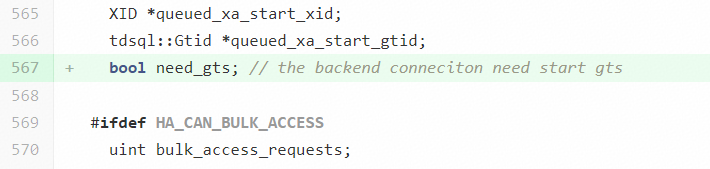 565 XID *queued_xa_start_xid;
566 tdsql::Gtid *queued_xa_start_gtid;
567 + bool need_gts; // the backend conneciton need start gts
568
569 #ifdef HA_CAN_BULK_ACCESS
570 uint bulk_access_requests;